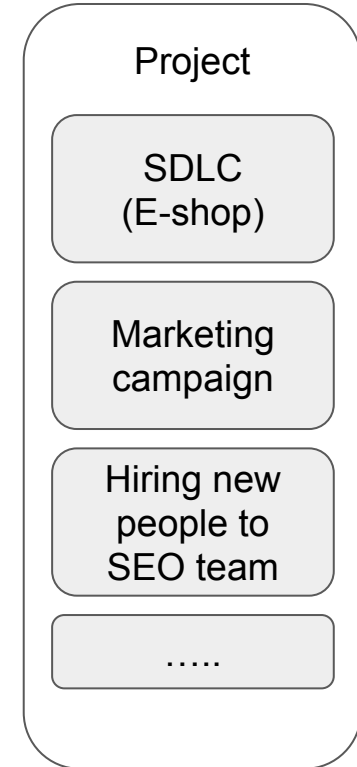 Project
SDLC
(E-shop)
Marketing
campaign
Hiring new
people to
SEO team
.....